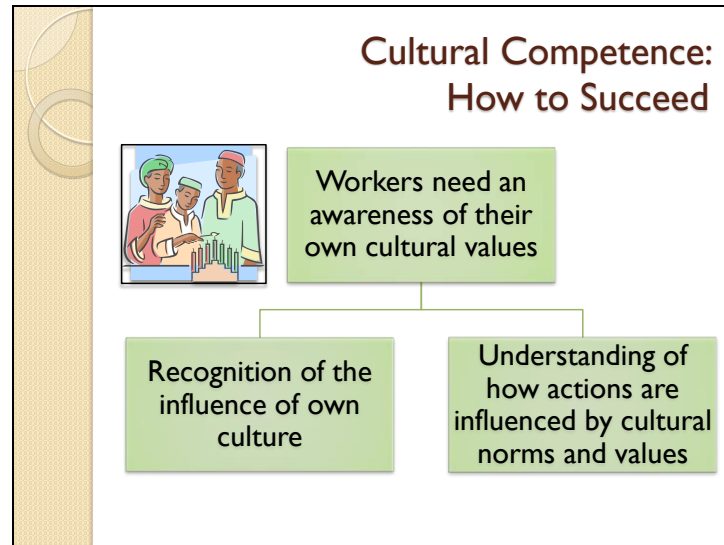 Cultural Competence:
How to Succeed
Workers need an
awareness of their
own cultural values
Recognition of the
influence of own
culture
Understanding of
how actions are
influenced by cultural
norms and values